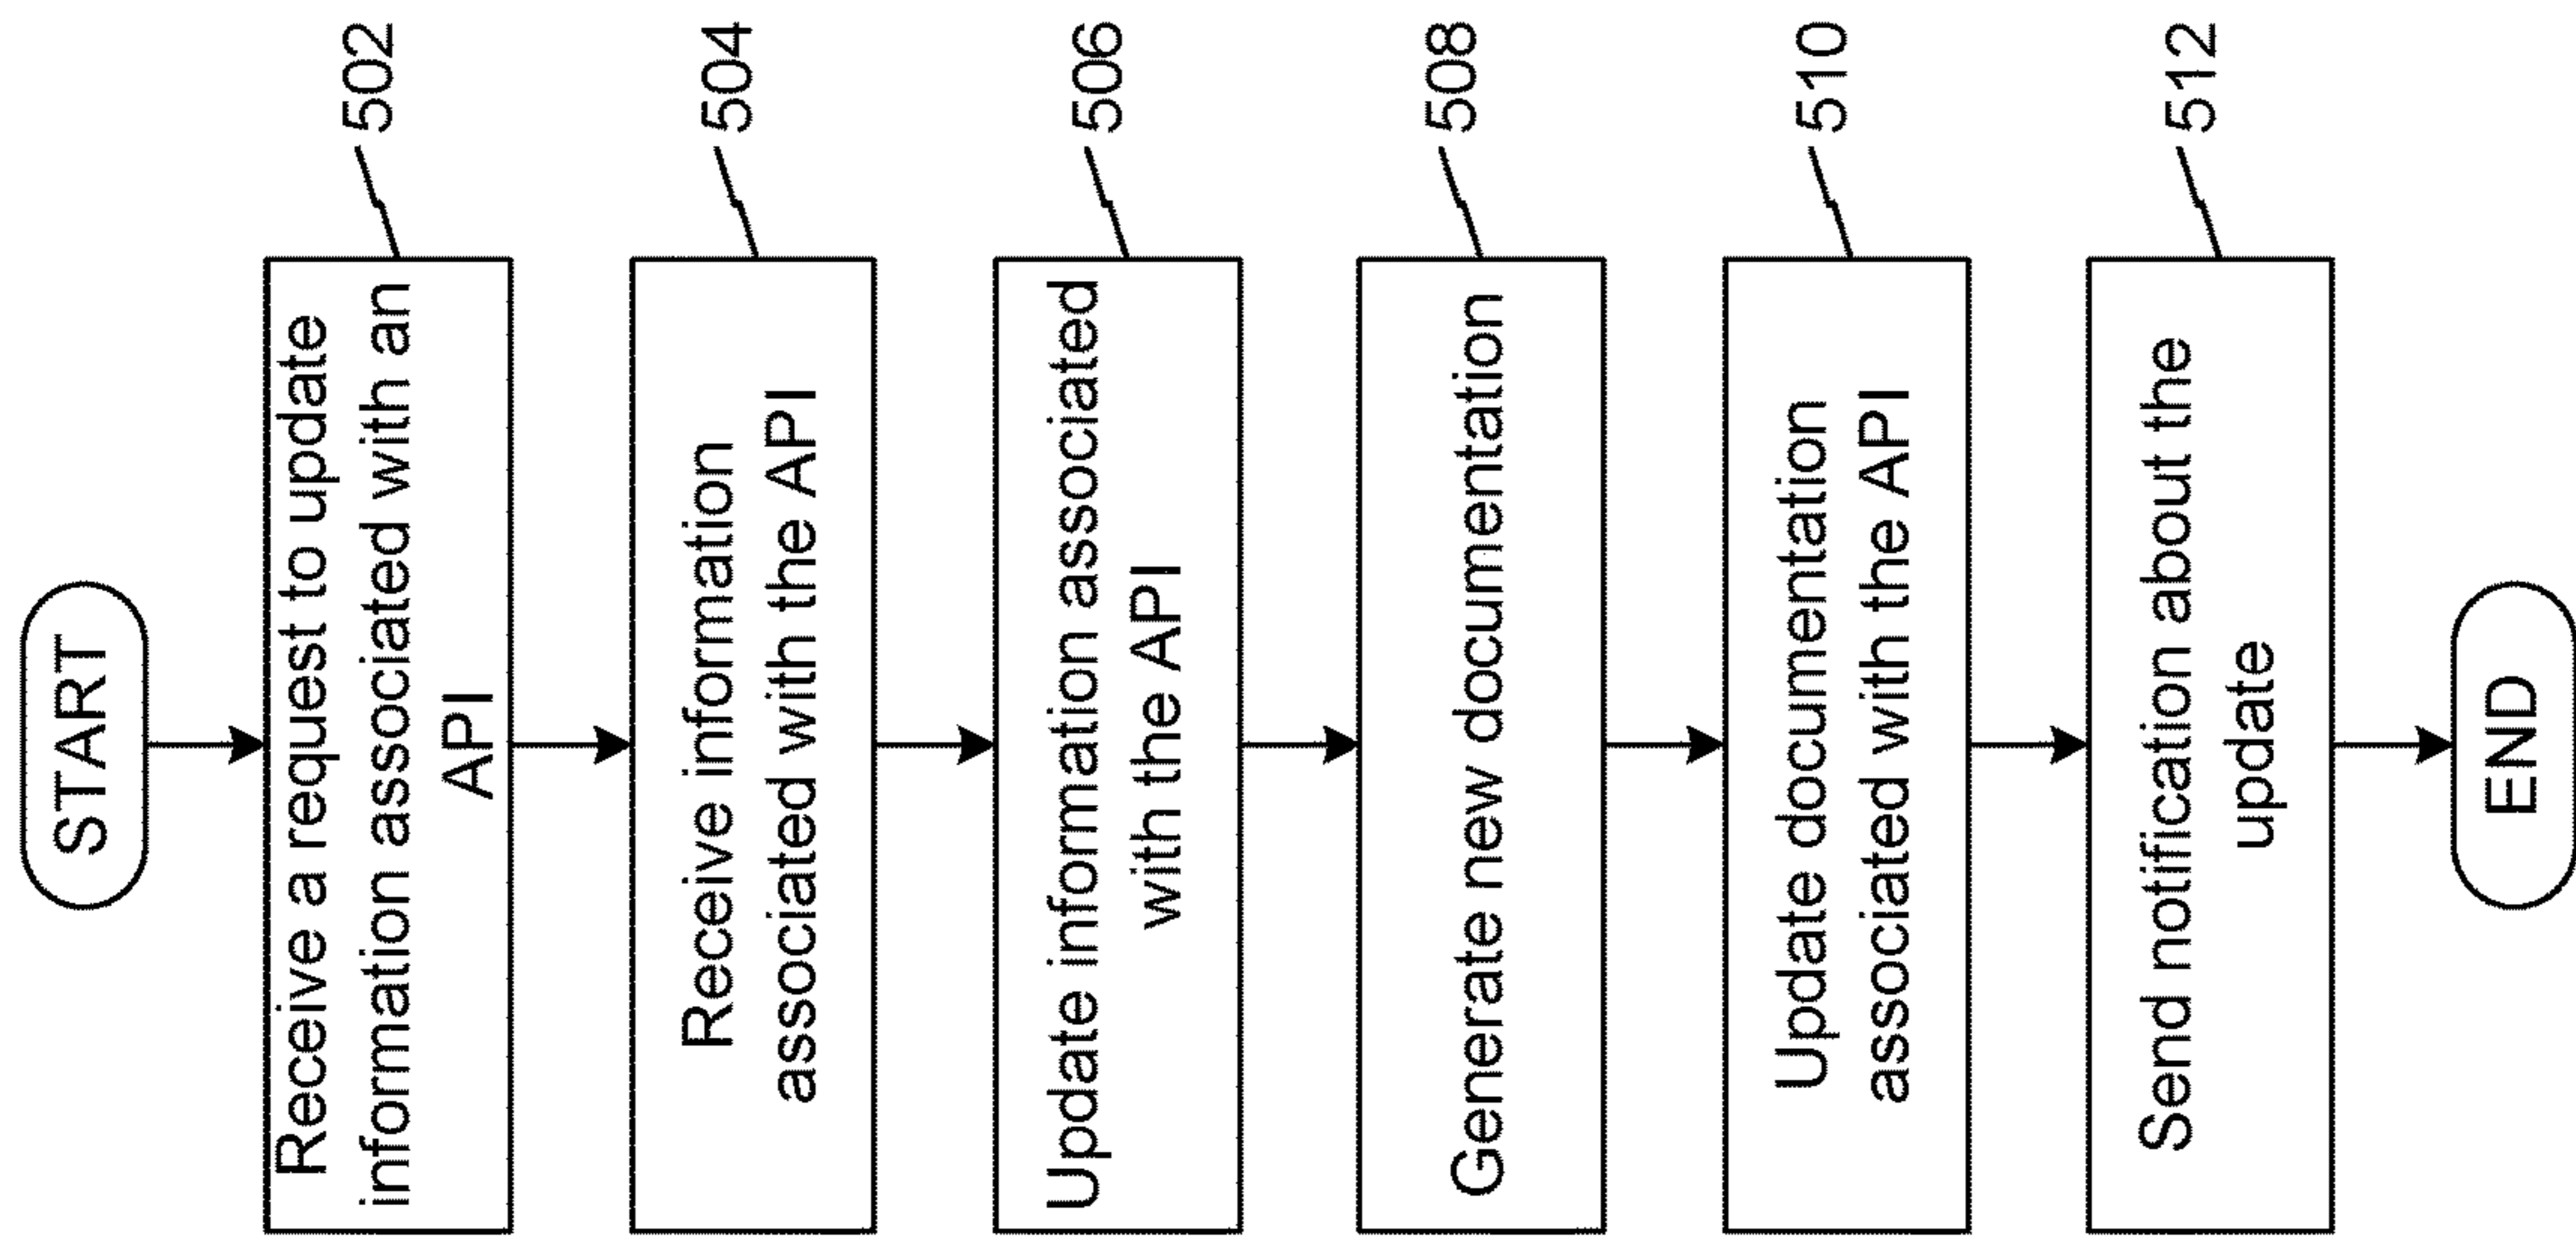 START
Receive a request to update
information associated with an
API
502
Receive information
associated with the API
504
Update information associated
with the API
506
Generate new documentation
508
Update documentation
associated with the API
510
Send notification about the
update
512
END